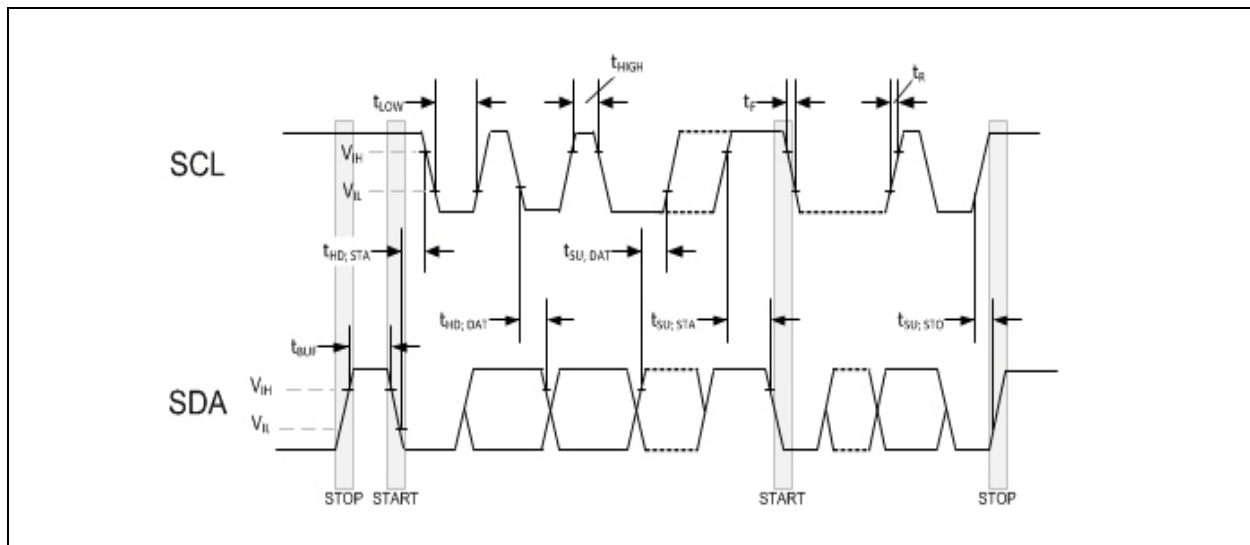 tHIGH
tR
tLOW
tF
SCL
VIH
VIL
tHD; STA
tSU; DAT
tHD; DAT
tSU; STA
tSU; STO
tBUF
VIH
SDA
VIL
STOP START START STOP